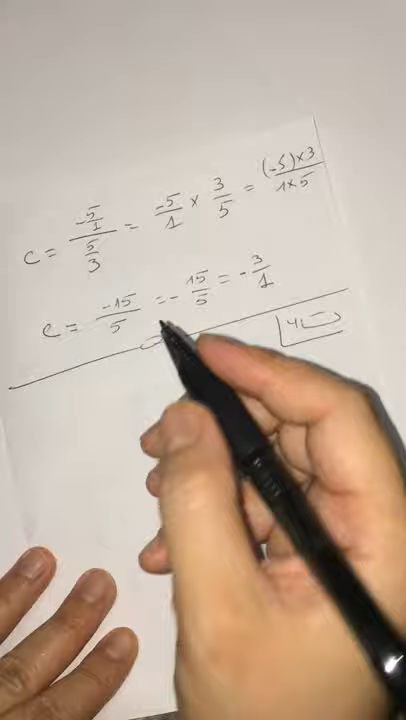 c = (-5/1)/(5/3) = -5/1 × 3/5 = (-5)×3/1×5
c = -15/5 = - 15/5 = - 3/1